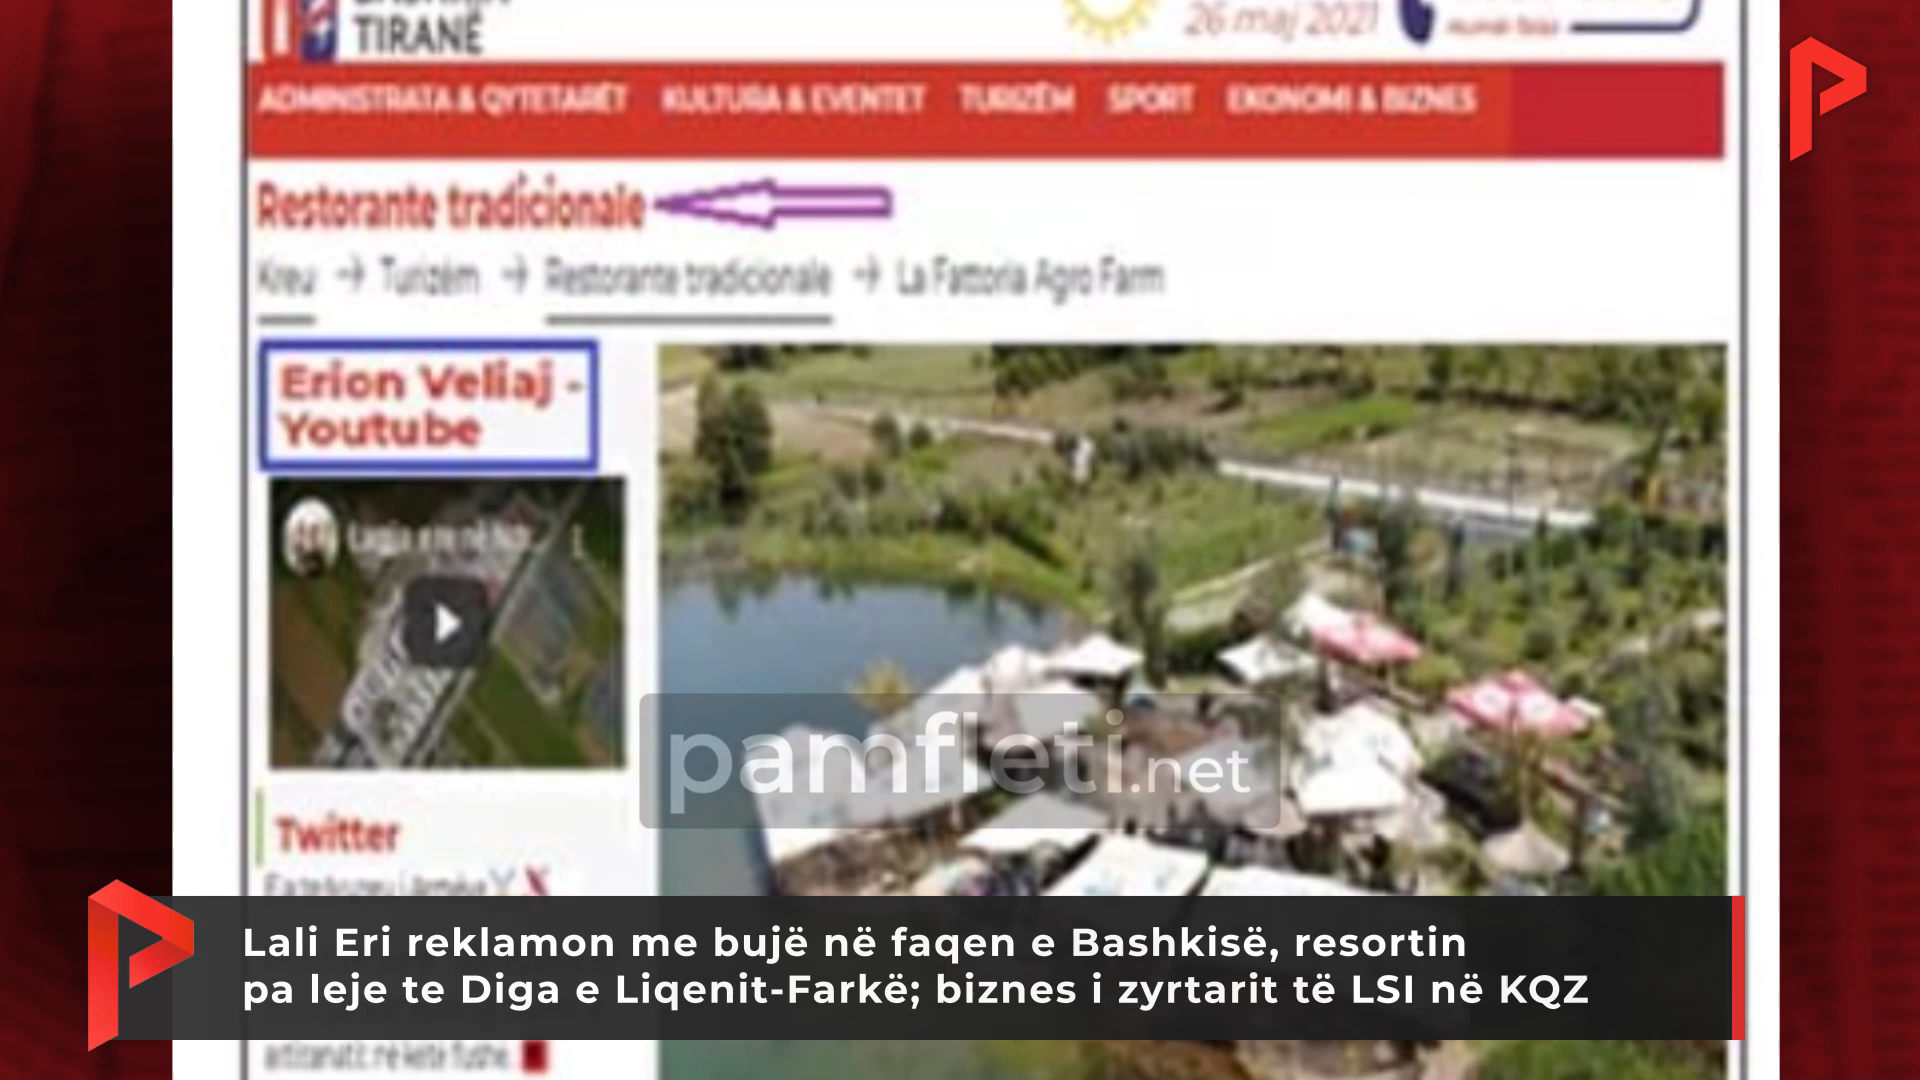 TIRANË
26 maj 2021
ADMINISTRATA & QYTETARËT KULTURA & EVENTET TURIZËM SPORT EKONOMI & BIZNES
Restorante tradicionale
Kreu → Turizëm → Restorante tradicionale → La Fattoria Agro Farm
Erion Veliaj -
Youtube
pamfleti.net
Twitter
Lali Eri reklamon me bujë në faqen e Bashkisë, resortin
pa leje te Diga e Liqenit-Farkë; biznes i zyrtarit të LSI në KQZ